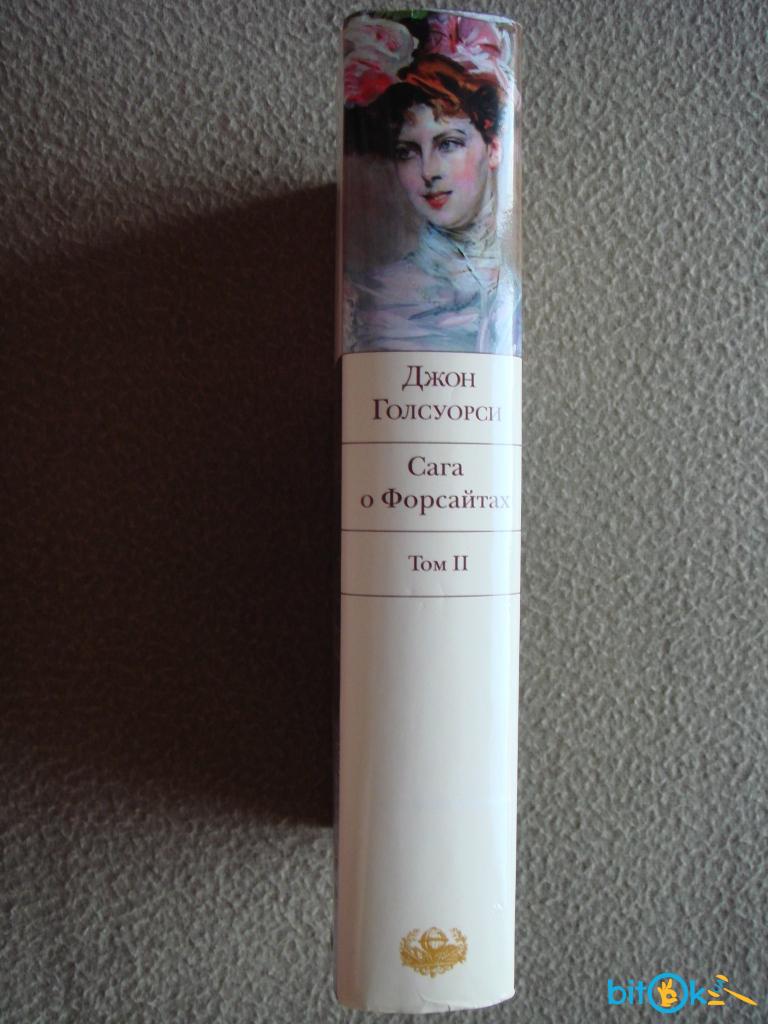 Джон
Голсуорси
Сага
о Форсайтах
Том II
bitOk